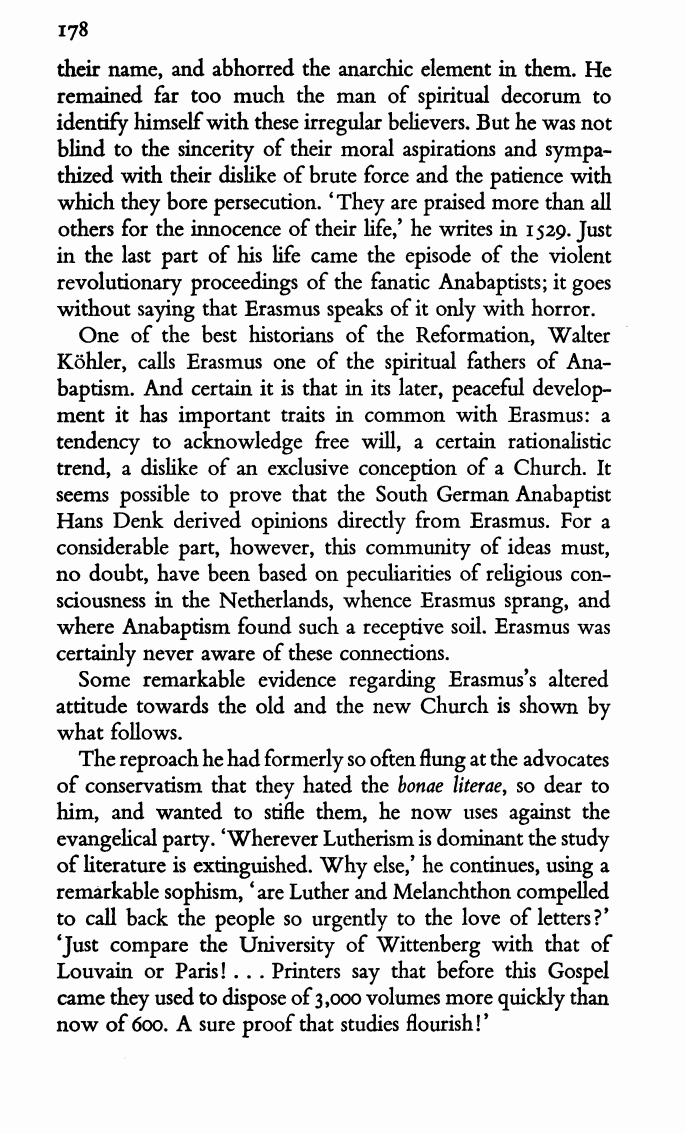 178
their name, and abhorred the anarchic element in them. He
remained far too much the man of spiritual decorum to
identify himself with these irregular believers. But he was not
blind to the sincerity of their moral aspirations and sympa-
thized with their dislike of brute force and the patience with
which they bore persecution. ‘They are praised more than all
others for the innocence of their life,’ he writes in 1529. Just
in the last part of his life came the episode of the violent
revolutionary proceedings of the fanatic Anabaptists; it goes
without saying that Erasmus speaks of it only with horror.
One of the best historians of the Reformation, Walter
Köhler, calls Erasmus one of the spiritual fathers of Ana-
baptism. And certain it is that in its later, peaceful develop-
ment it has important traits in common with Erasmus: a
tendency to acknowledge free will, a certain rationalistic
trend, a dislike of an exclusive conception of a Church. It
seems possible to prove that the South German Anabaptist
Hans Denk derived opinions directly from Erasmus. For a
considerable part, however, this community of ideas must,
no doubt, have been based on peculiarities of religious con-
sciousness in the Netherlands, whence Erasmus sprang, and
where Anabaptism found such a receptive soil. Erasmus was
certainly never aware of these connections.
Some remarkable evidence regarding Erasmus’s altered
attitude towards the old and the new Church is shown by
what follows.
The reproach he had formerly so often flung at the advocates
of conservatism that they hated the bonae literae, so dear to
him, and wanted to stifle them, he now uses against the
evangelical party. ‘Wherever Lutherism is dominant the study
of literature is extinguished. Why else,’ he continues, using a
remarkable sophism, ‘are Luther and Melanchthon compelled
to call back the people so urgently to the love of letters?’
‘Just compare the University of Wittenberg with that of
Louvain or Paris! . . . Printers say that before this Gospel
came they used to dispose of 3,000 volumes more quickly than
now of 600. A sure proof that studies flourish!’